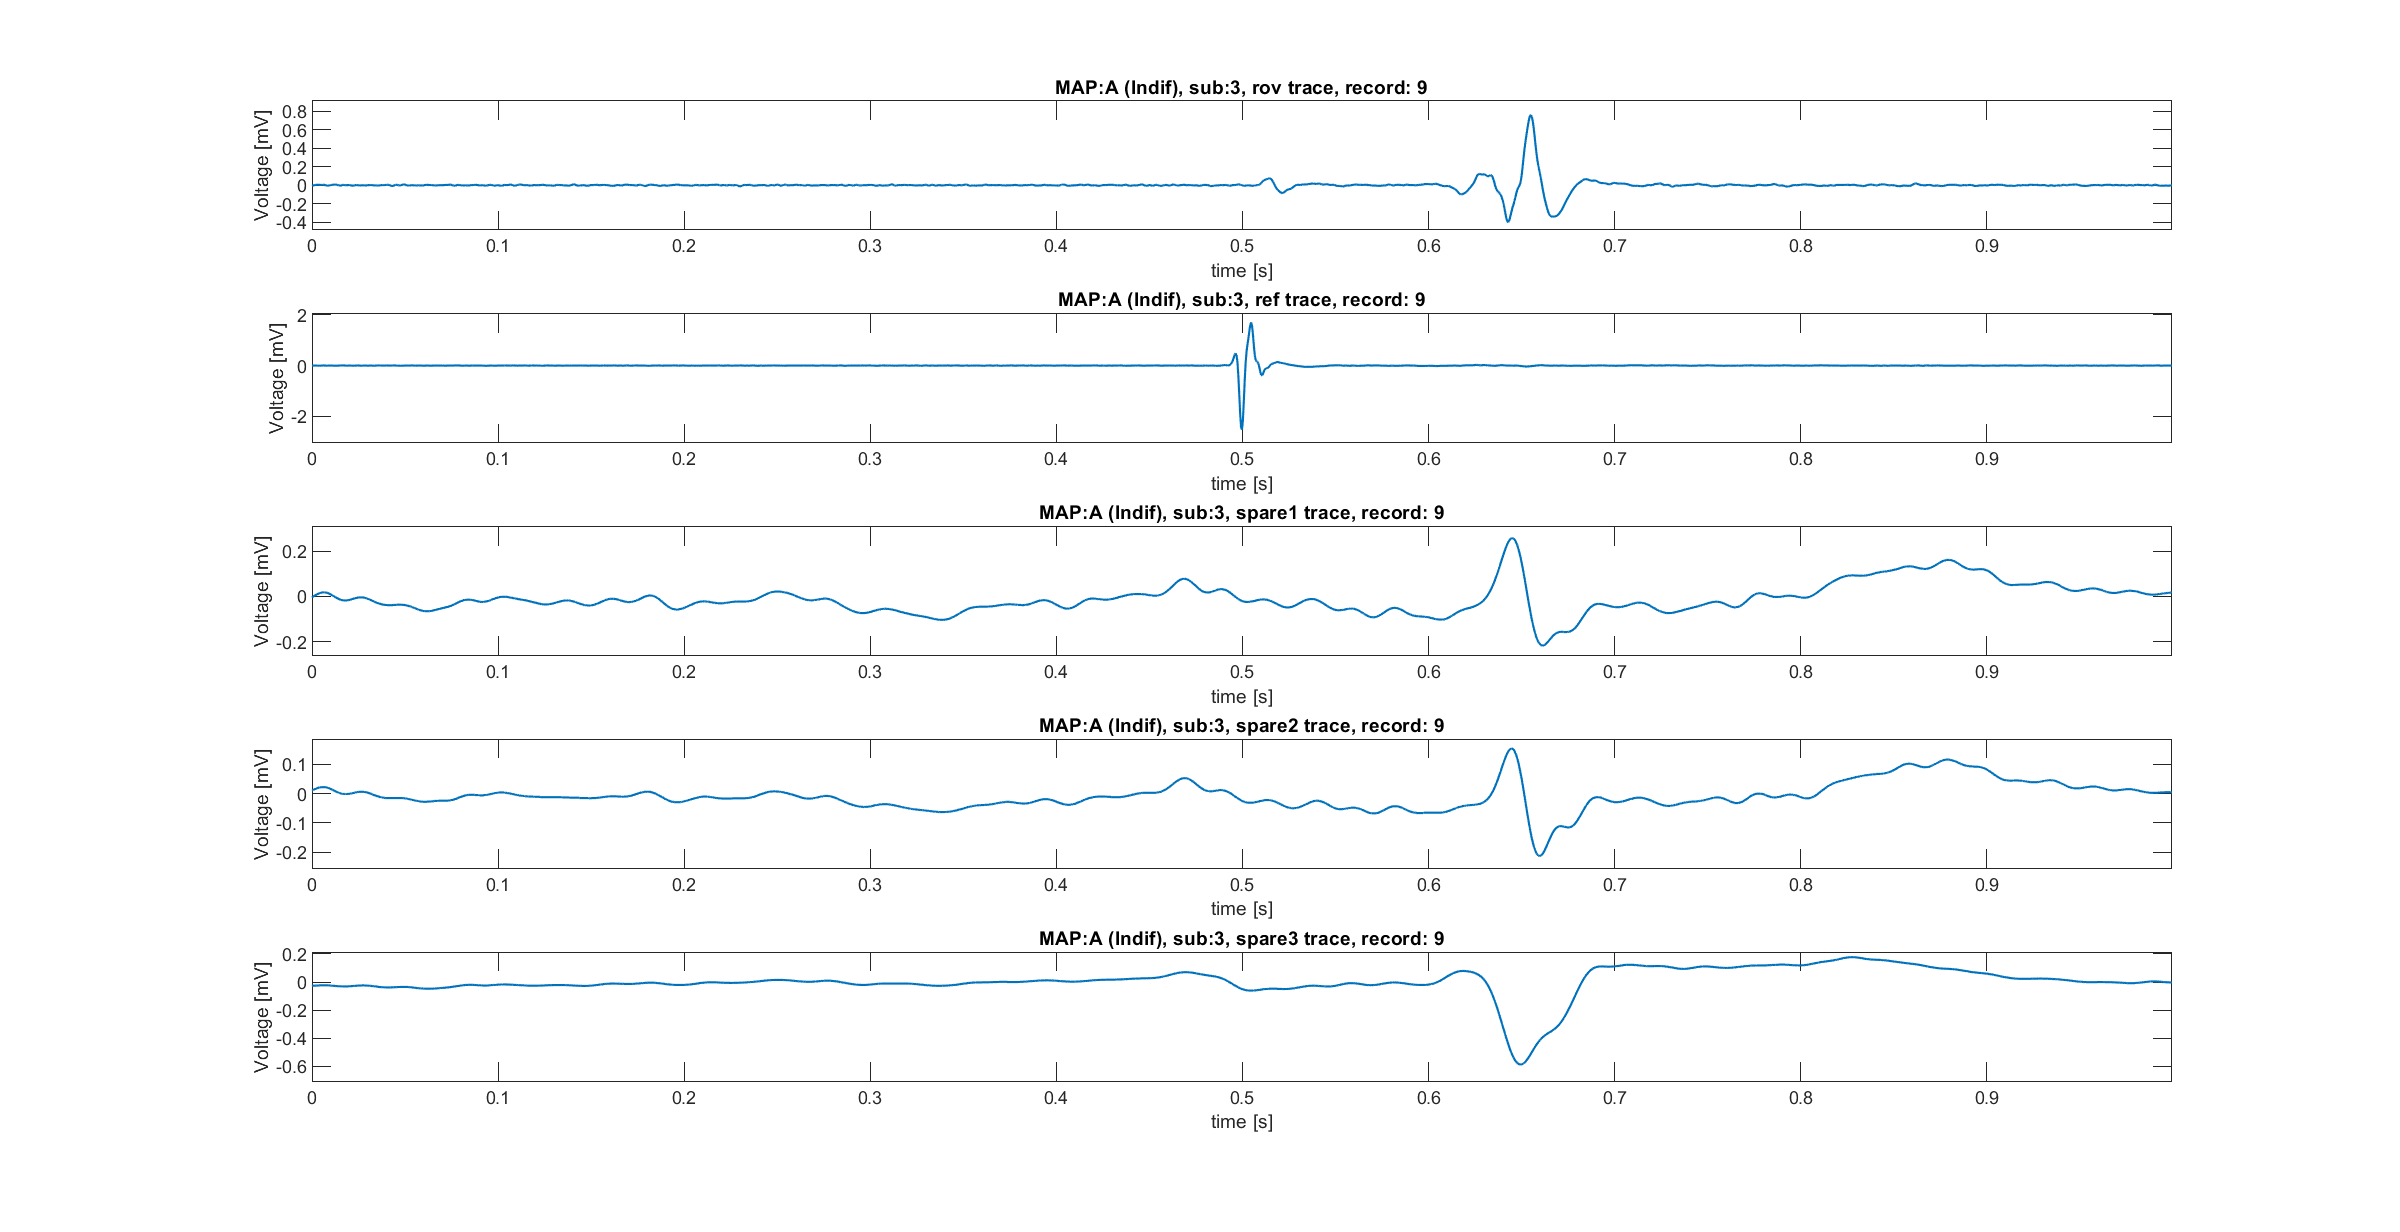 MAP:A (Indif), sub:3, rov trace, record: 9
Voltage [mV]
0.8
0.6
0.4
0.2
0
-0.2
-0.4
0 0.1 0.2 0.3 0.4 0.5 0.6 0.7 0.8 0.9
time [s]
MAP:A (Indif), sub:3, ref trace, record: 9
Voltage [mV]
2
0
-2
0 0.1 0.2 0.3 0.4 0.5 0.6 0.7 0.8 0.9
time [s]
MAP:A (Indif), sub:3, spare1 trace, record: 9
Voltage [mV]
0.2
0
-0.2
0 0.1 0.2 0.3 0.4 0.5 0.6 0.7 0.8 0.9
time [s]
MAP:A (Indif), sub:3, spare2 trace, record: 9
Voltage [mV]
0.1
0
-0.1
-0.2
0 0.1 0.2 0.3 0.4 0.5 0.6 0.7 0.8 0.9
time [s]
MAP:A (Indif), sub:3, spare3 trace, record: 9
Voltage [mV]
0.2
0
-0.2
-0.4
-0.6
0 0.1 0.2 0.3 0.4 0.5 0.6 0.7 0.8 0.9
time [s]